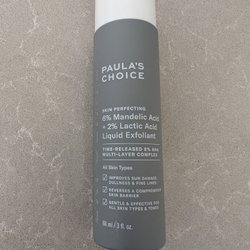 PAULA'S
CHOICE
SKIN PERFECTING
6% Mandelic Acid
+ 2% Lactic Acid
Liquid Exfoliant
TIME-RELEASED 8% AHA
MULTI-LAYER COMPLEX
All Skin Types
IMPROVES SUN DAMAGE,
DULLNESS & FINE LINES
REVERSES A COMPROMISED
SKIN BARRIER
GENTLE & EFFECTIVE FOR
ALL SKIN TYPES & TONES
88 ml / 3 fl. oz.